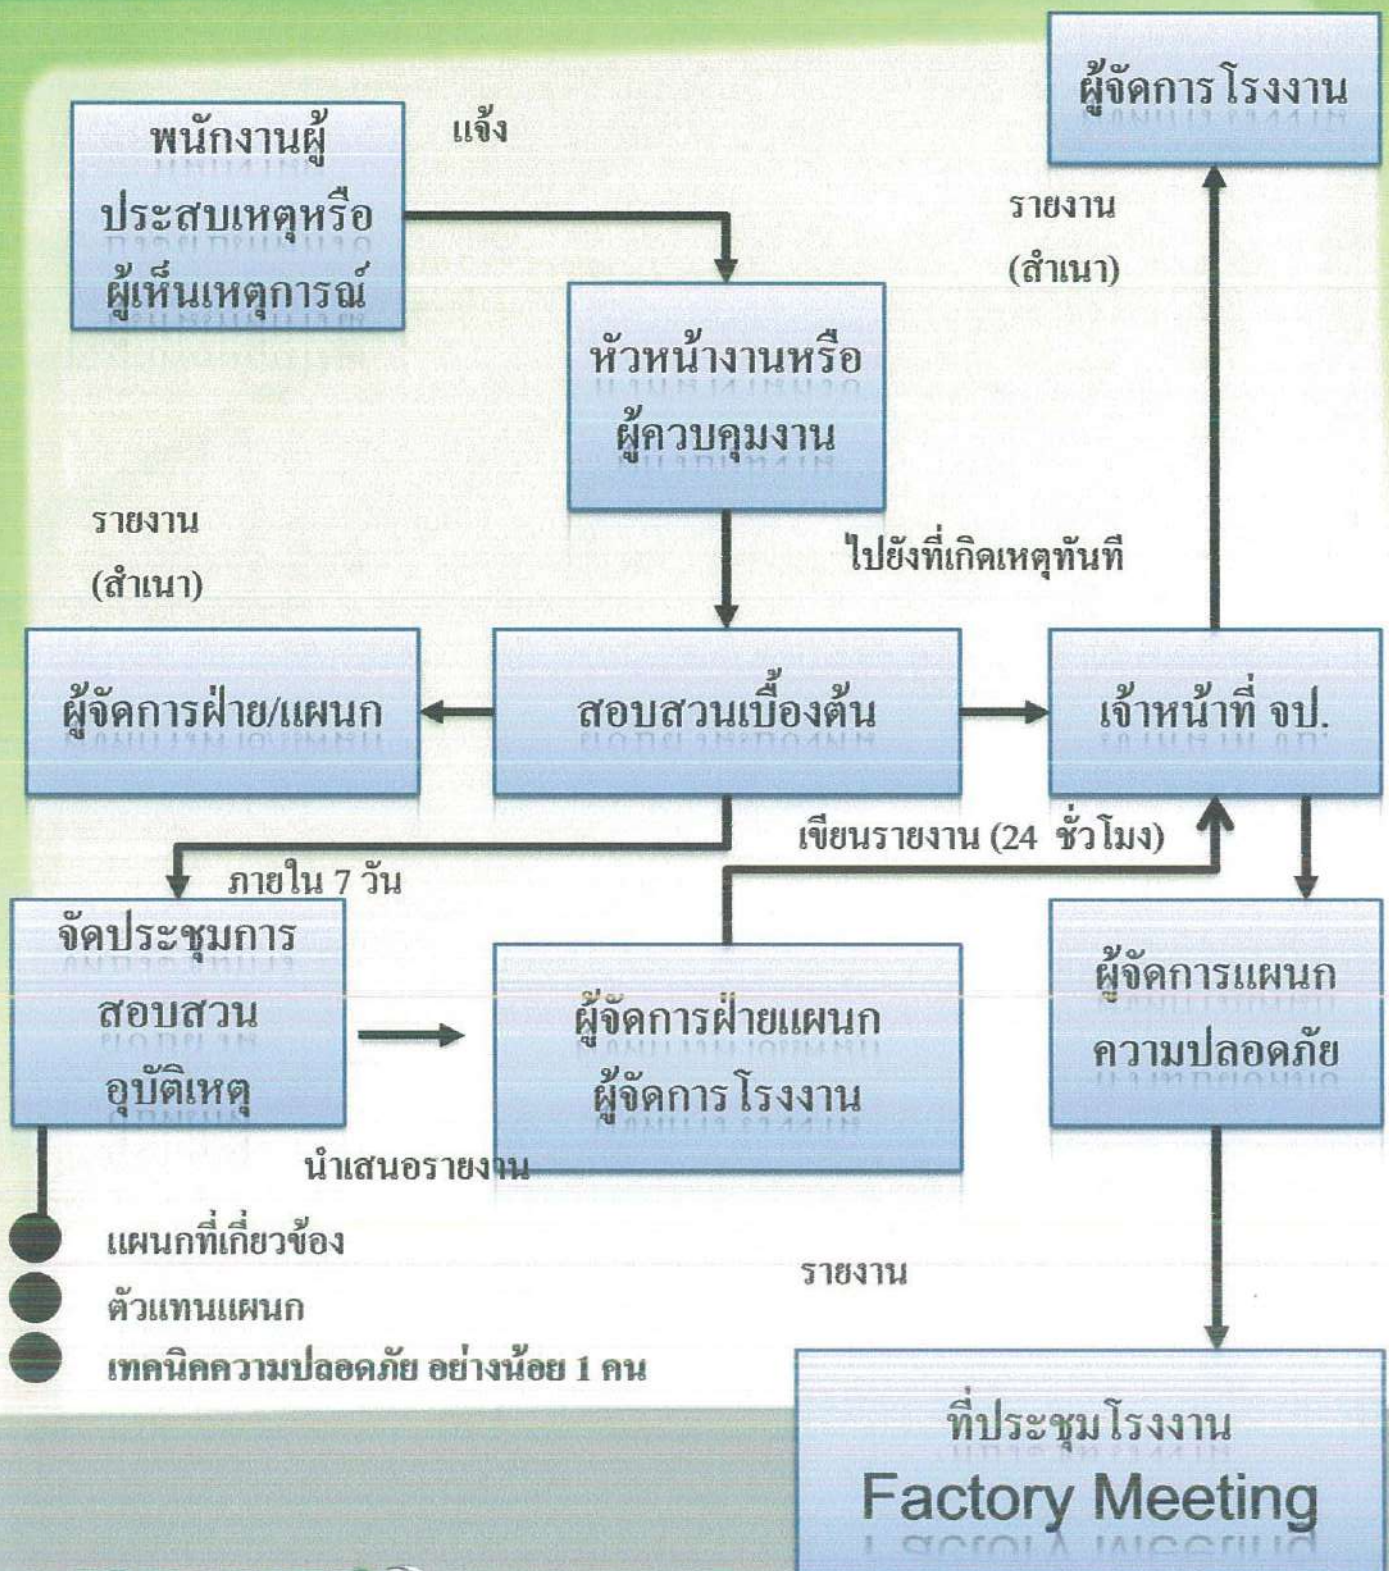 ผู้จัดการโรงงาน
พนักงานผู้
ประสบเหตุหรือ
ผู้เห็นเหตุการณ์
แจ้ง
รายงาน
(สำเนา)
หัวหน้างานหรือ
ผู้ควบคุมงาน
รายงาน
(สำเนา)
ไปยังที่เกิดเหตุทันที
ผู้จัดการฝ่าย/แผนก
สอบสวนเบื้องต้น
เจ้าหน้าที่ จป.
เขียนรายงาน (24 ชั่วโมง)
ภายใน 7 วัน
จัดประชุมการ
สอบสวน
อุบัติเหตุ
ผู้จัดการฝ่ายแผนก
ผู้จัดการโรงงาน
ผู้จัดการแผนก
ความปลอดภัย
นำเสนอรายงาน
แผนกที่เกี่ยวข้อง
ตัวแทนแผนก
เทคนิคความปลอดภัย อย่างน้อย 1 คน
รายงาน
ที่ประชุมโรงงาน
Factory Meeting